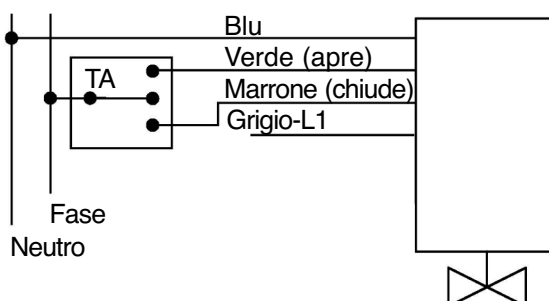 Blu
Verde (apre)
TA
Marrone (chiude)
Grigio-L1
Fase
Neutro